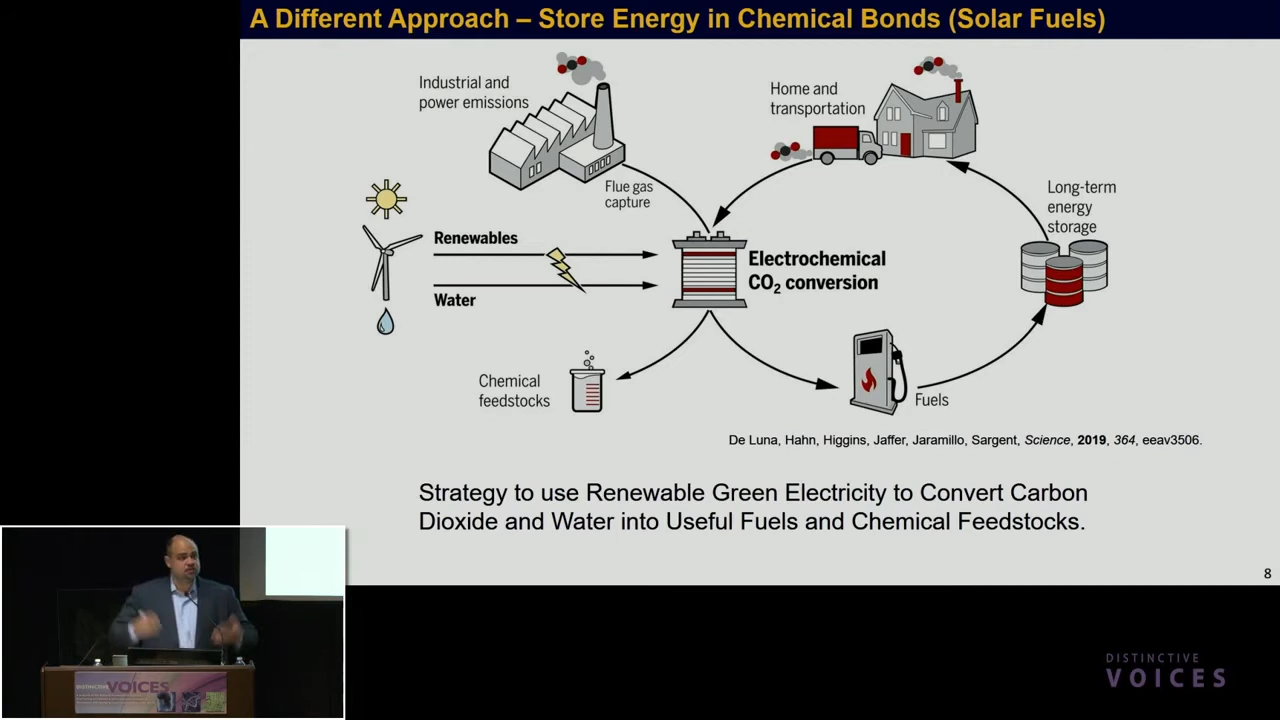 A Different Approach – Store Energy in Chemical Bonds (Solar Fuels)
Industrial and
power emissions
Home and
transportation
Flue gas
capture
Long-term
energy
storage
Renewables
Water
Electrochemical
CO₂ conversion
Chemical
feedstocks
Fuels
De Luna, Hahn, Higgins, Jaffer, Jaramillo, Sargent, Science, 2019, 364, eeav3506.
Strategy to use Renewable Green Electricity to Convert Carbon
Dioxide and Water into Useful Fuels and Chemical Feedstocks.
8
DISTINCTIVE
VOICES
DISTINCTIVE VOICES